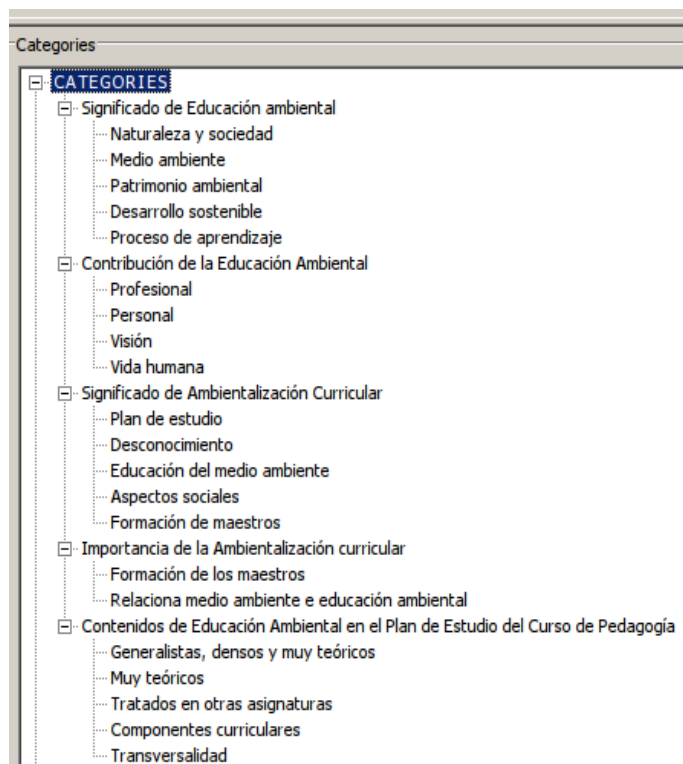 Categories
CATEGORIES
Significado de Educación ambiental
Naturaleza y sociedad
Medio ambiente
Patrimonio ambiental
Desarrollo sostenible
Proceso de aprendizaje
Contribución de la Educación Ambiental
Profesional
Personal
Visión
Vida humana
Significado de Ambientalización Curricular
Plan de estudio
Desconocimiento
Educación del medio ambiente
Aspectos sociales
Formación de maestros
Importancia de la Ambientalización curricular
Formación de los maestros
Relaciona medio ambiente e educación ambiental
Contenidos de Educación Ambiental en el Plan de Estudio del Curso de Pedagogía
Generalistas, densos y muy teóricos
Muy teóricos
Tratados en otras asignaturas
Componentes curriculares
Transversalidad